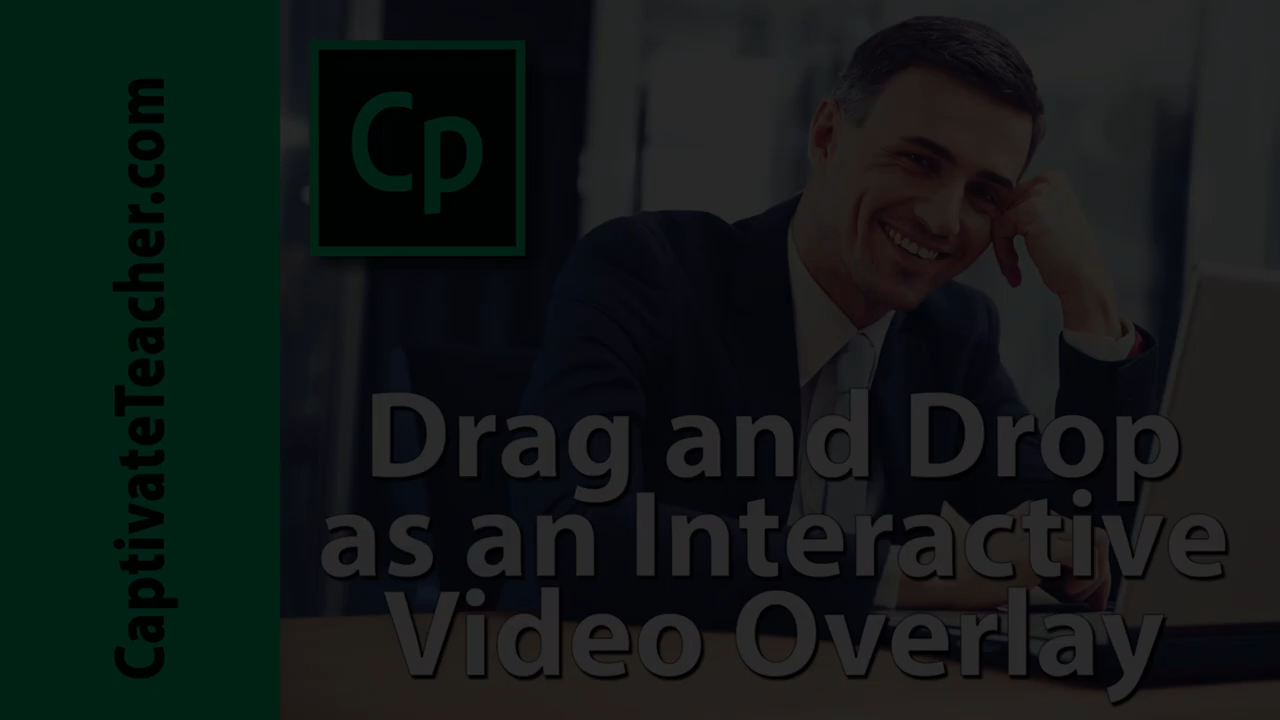 CaptivateTeacher.com
Cp
Drag and Drop
as an Interactive
Video Overlay